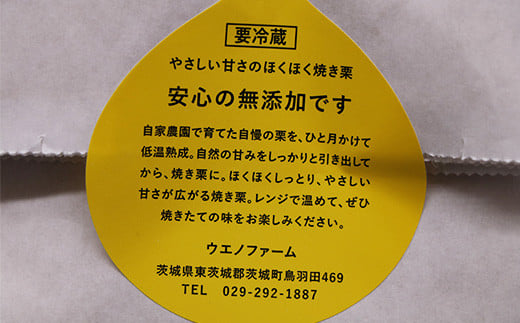 要冷蔵
やさしい甘さのほくほく焼き栗
安心の無添加です
自家農園で育てた自慢の栗を、ひと月かけて
低温熟成。自然の甘みをしっかりと引き出して
から、焼き栗に。ほくほくしっとり、やさしい
甘さが広がる焼き栗。レンジで温めて、ぜひ
焼きたての味をお楽しみください。
ウエノファーム
茨城県東茨城郡茨城町鳥羽田469
TEL 029-292-1887